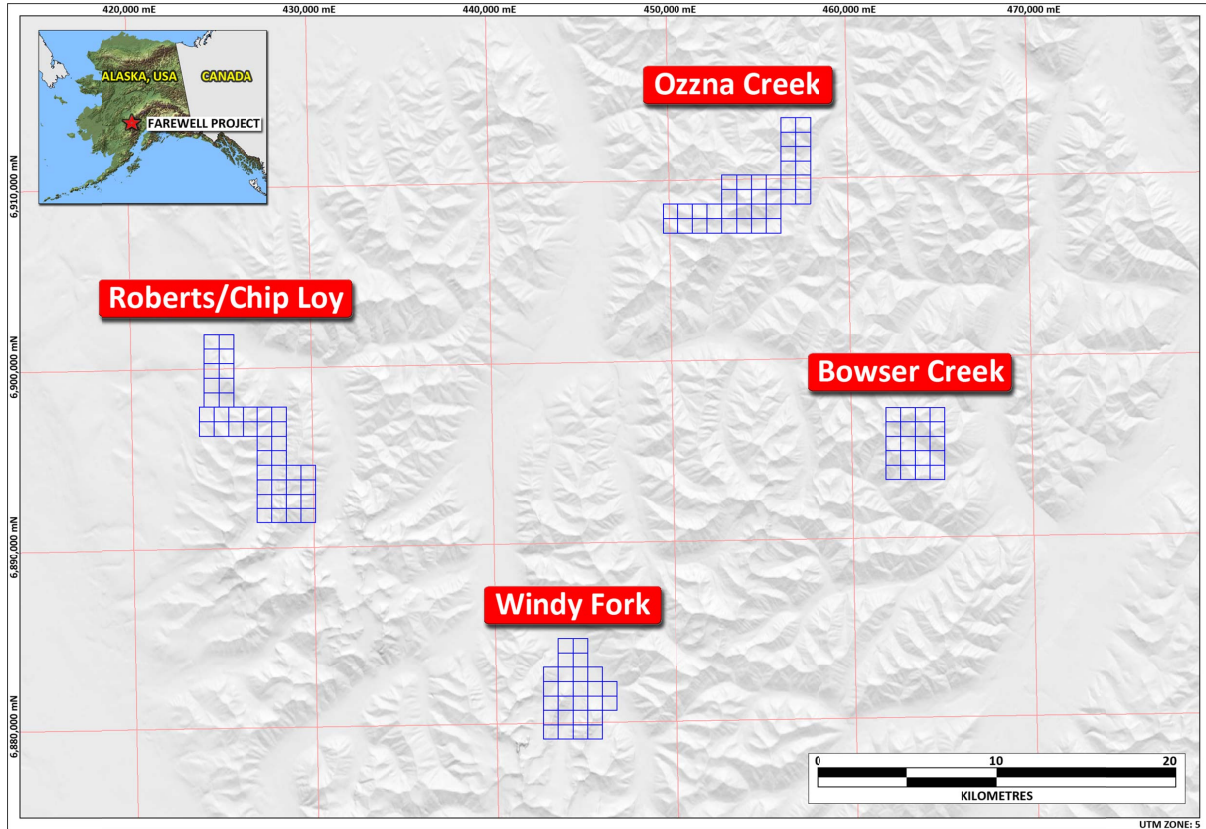 420,000 mE
430,000 mE
440,000 mE
450,000 mE
460,000 mE
470,000 mE
ALASKA, USA
CANADA
FAREWELL PROJECT
Ozzna Creek
6,910,000 mN
Roberts/Chip Loy
6,900,000 mN
Bowser Creek
6,890,000 mN
Windy Fork
6,880,000 mN
0
10
20
KILOMETRES
UTM ZONE: 5